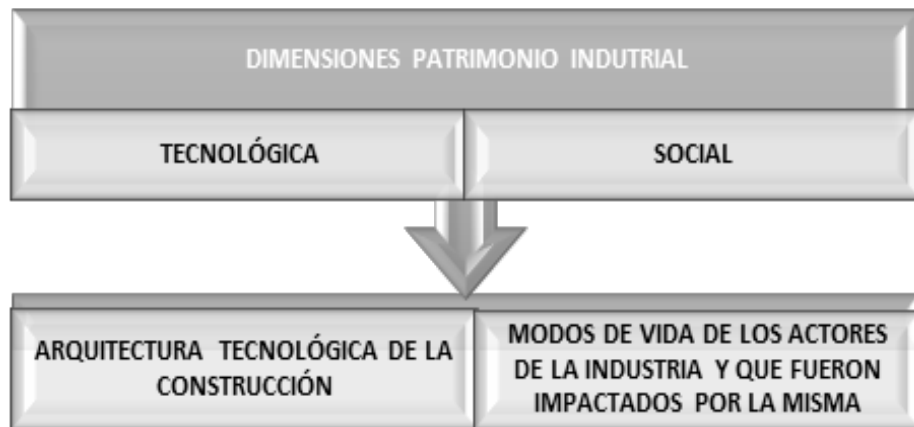 DIMENSIONES PATRIMONIO INDUTRIAL
TECNOLÓGICA
SOCIAL
ARQUITECTURA TECNOLÓGICA DE LA
CONSTRUCCIÓN
MODOS DE VIDA DE LOS ACTORES
DE LA INDUSTRIA Y QUE FUERON
IMPACTADOS POR LA MISMA